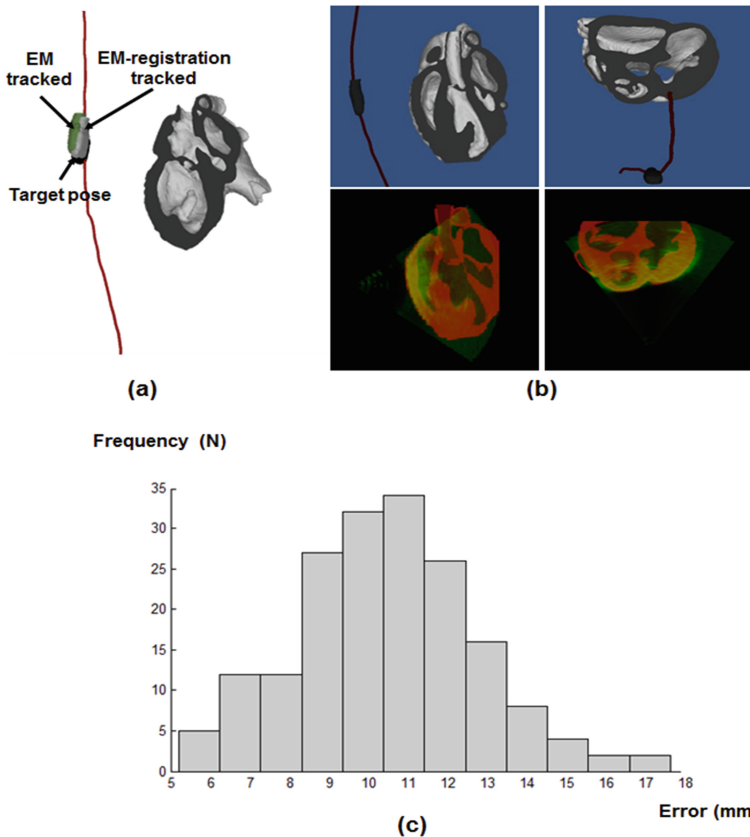 EM
tracked
EM-registration
tracked
Target pose
(a)
(b)
Frequency (N)
35
30
25
20
15
10
5
0
5 6 7 8 9 10 11 12 13 14 15 16 17 18
Error (mm
(c)